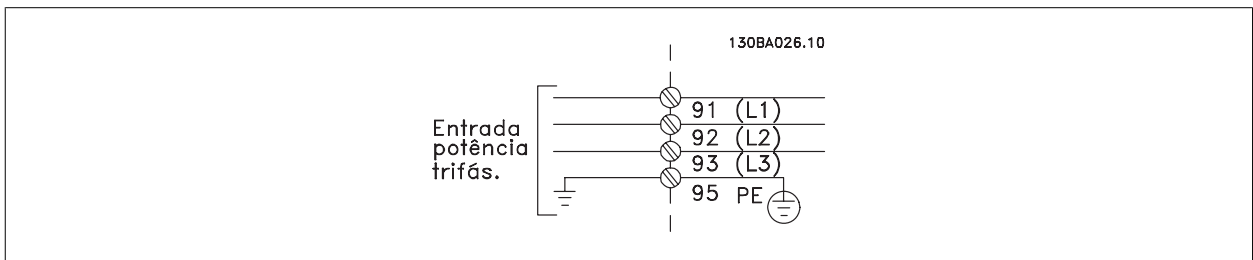 130BA026.10
Entrada
potência
trifás.
91 (L1)
92 (L2)
93 (L3)
95 PE